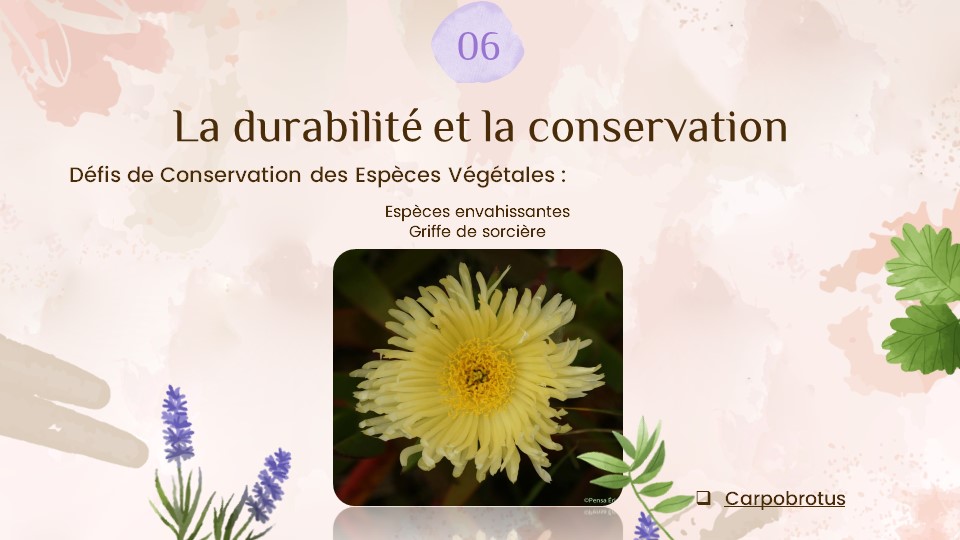 06
La durabilité et la conservation
Défis de Conservation des Espèces Végétales :
Espèces envahissantes
Griffe de sorcière
©Pensa
❑ Carpobrotus